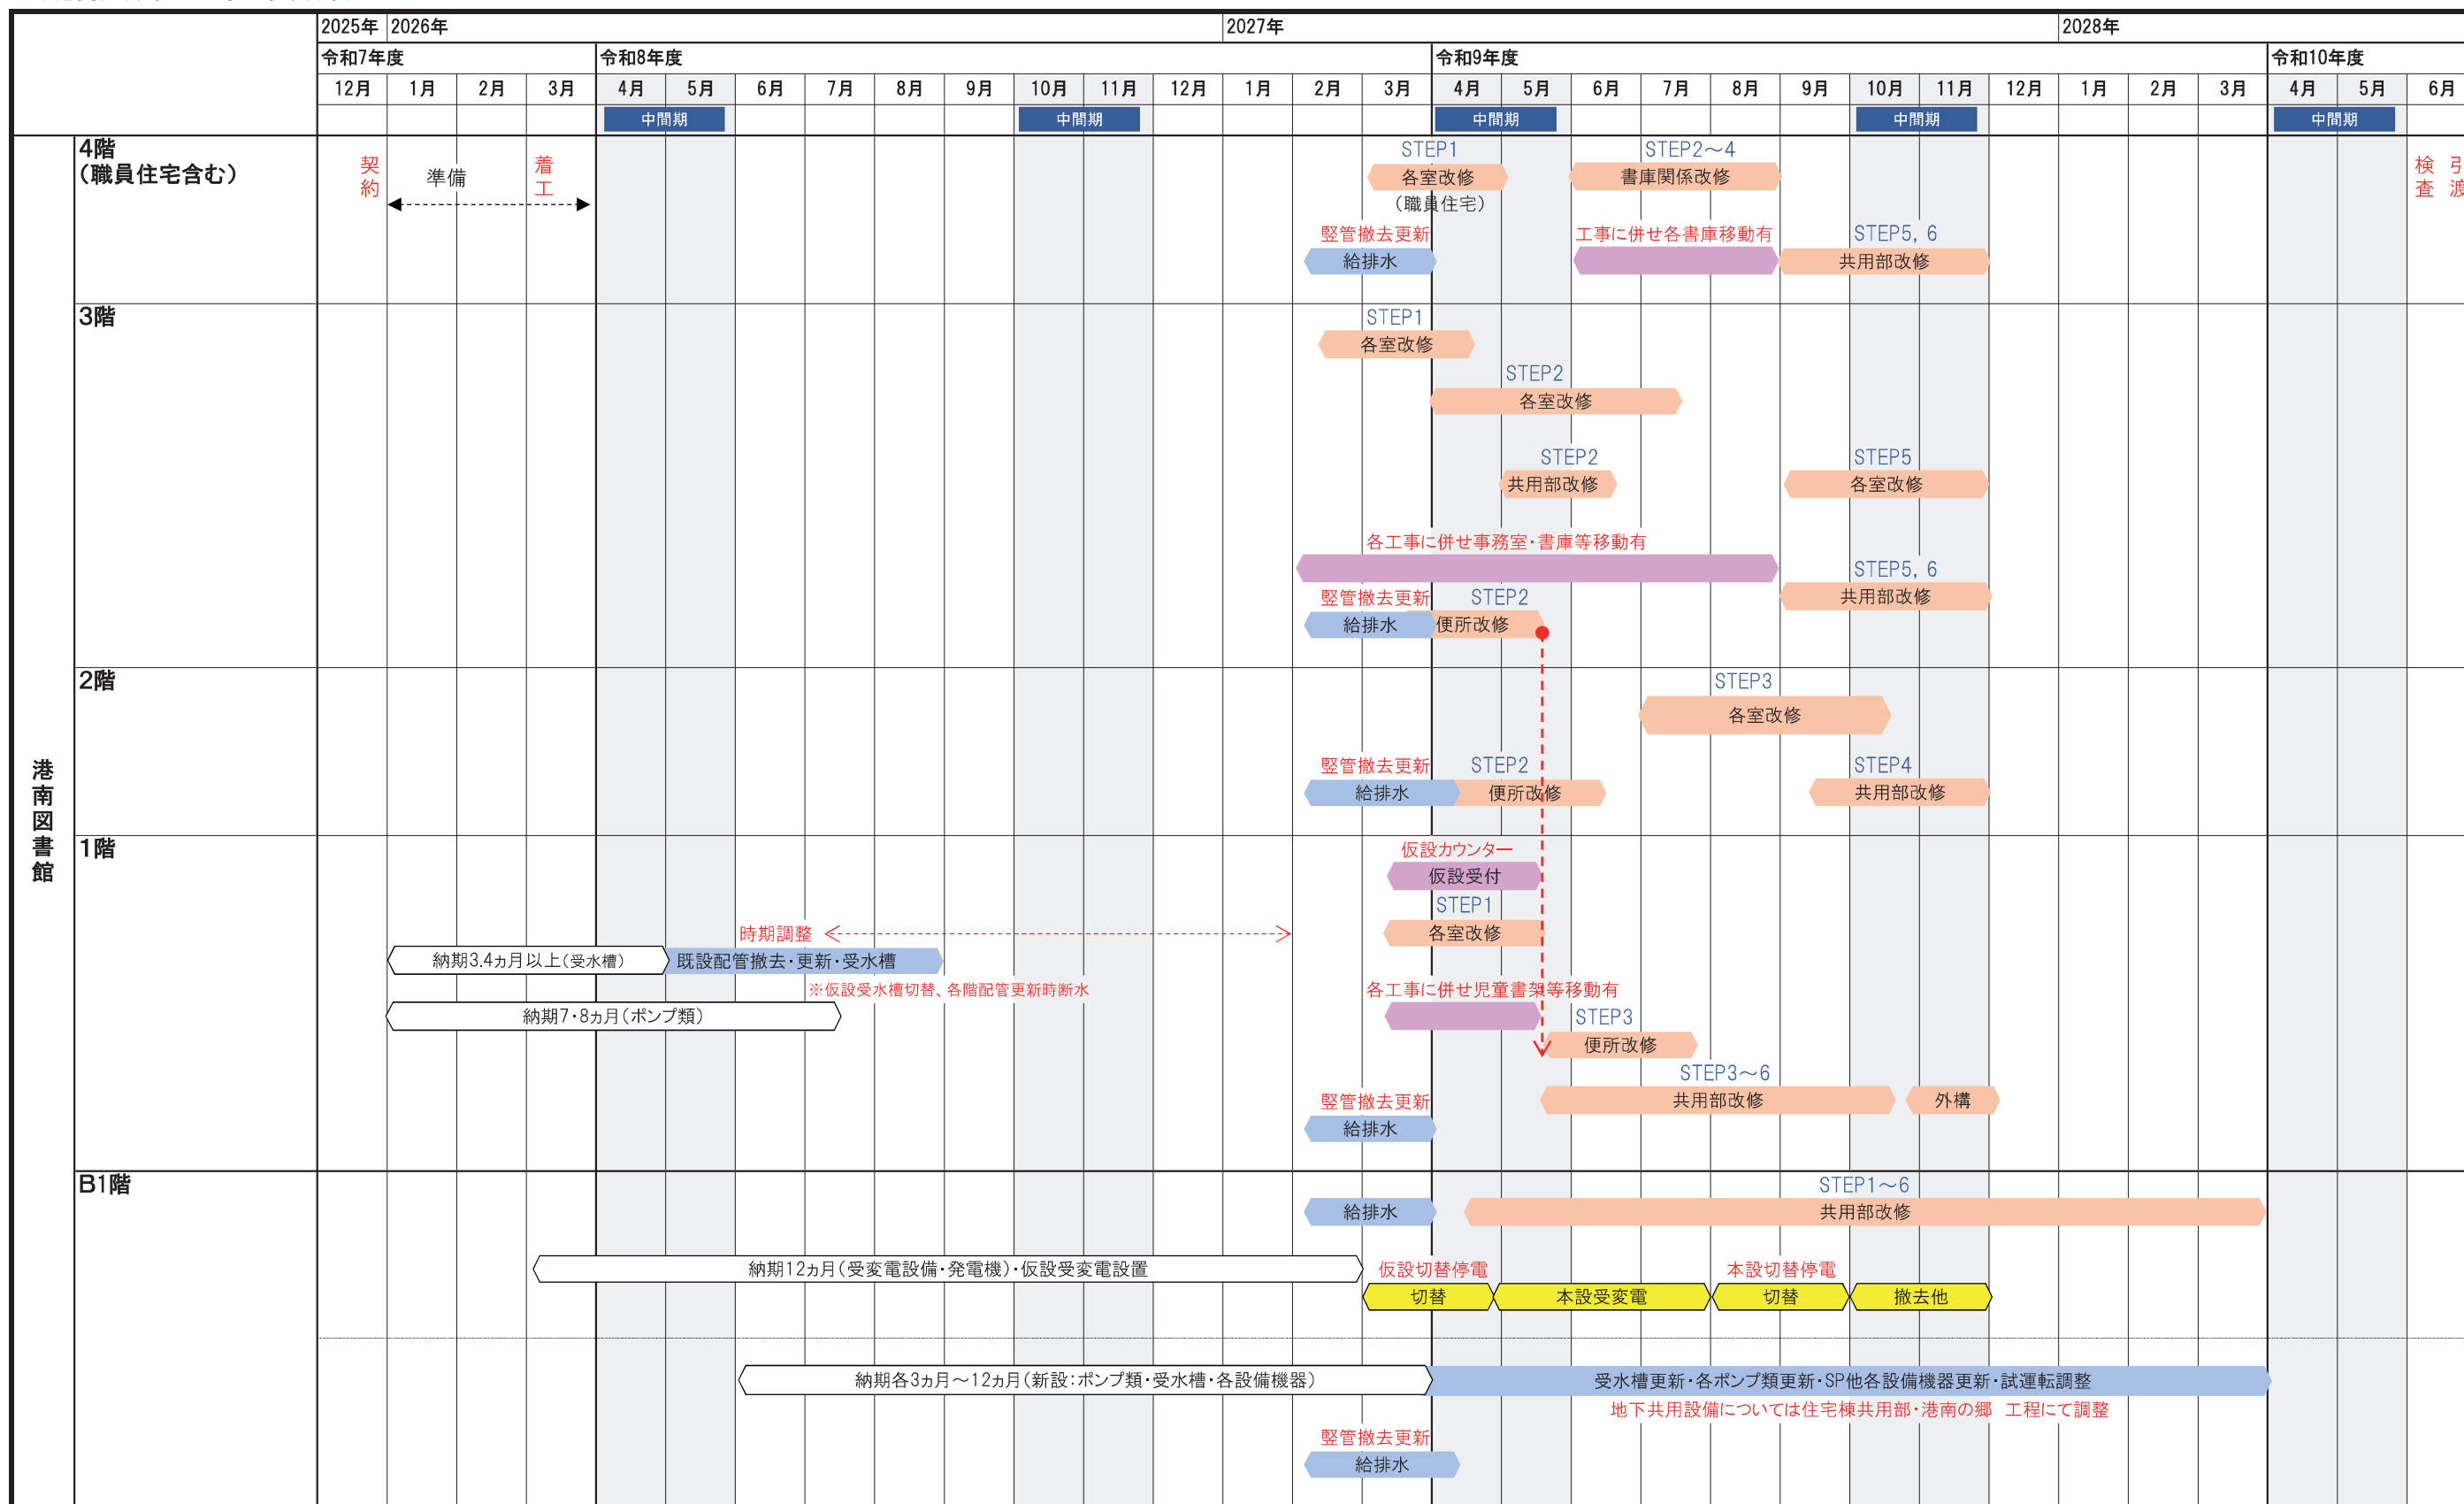 2025年 2026年 2027年 2028年
令和7年度 令和8年度 令和9年度 令和10年度
12月 1月 2月 3月 4月 5月 6月 7月 8月 9月 10月 11月 12月 1月 2月 3月 4月 5月 6月 7月 8月 9月 10月 11月 12月 1月 2月 3月 4月 5月 6月
中間期 中間期 中間期 中間期 中間期
港南図書館
4階
(職員住宅含む)
契約
準備
着工
STEP1
各室改修
(職員住宅)
STEP2～4
書庫関係改修
検査
引渡
竪管撤去更新
給排水
工事に併せ各書庫移動有
STEP5, 6
共用部改修
3階
STEP1
各室改修
STEP2
各室改修
STEP2
共用部改修
STEP5
各室改修
各工事に併せ事務室・書庫等移動有
STEP5, 6
共用部改修
竪管撤去更新
給排水
STEP2
便所改修
2階
STEP3
各室改修
竪管撤去更新
給排水
STEP2
便所改修
STEP4
共用部改修
1階
仮設カウンター
仮設受付
STEP1
各室改修
時期調整
納期3.4ヵ月以上(受水槽)
既設配管撤去・更新・受水槽
※仮設受水槽切替、各階配管更新時断水
各工事に併せ児童書架等移動有
納期7・8ヵ月(ポンプ類)
STEP3
便所改修
STEP3～6
共用部改修
外構
竪管撤去更新
給排水
B1階
給排水
STEP1～6
共用部改修
納期12ヵ月(受変電設備・発電機)・仮設受変電設置
仮設切替停電
本設切替停電
切替
本設受変電
切替
撤去他
納期各3ヵ月～12ヵ月(新設:ポンプ類・受水槽・各設備機器)
受水槽更新・各ポンプ類更新・SP他各設備機器更新・試運転調整
地下共用設備については住宅棟共用部・港南の郷 工程にて調整
竪管撤去更新
給排水